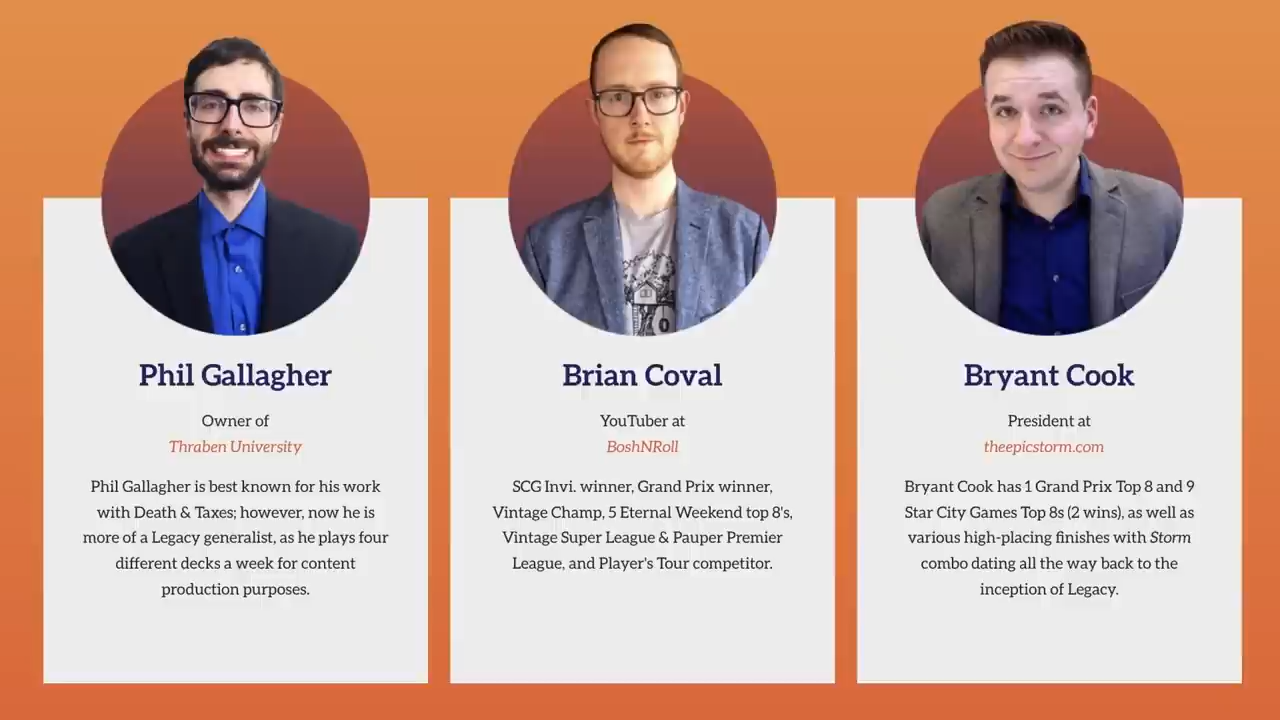 Phil Gallagher
Owner of
Thraben University
Phil Gallagher is best known for his work
with Death & Taxes; however, now he is
more of a Legacy generalist, as he plays four
different decks a week for content
production purposes.
Brian Coval
YouTuber at
BoshNRoll
SCG Invi. winner, Grand Prix winner,
Vintage Champ, 5 Eternal Weekend top 8's,
Vintage Super League & Pauper Premier
League, and Player's Tour competitor.
Bryant Cook
President at
theepicstorm.com
Bryant Cook has 1 Grand Prix Top 8 and 9
Star City Games Top 8s (2 wins), as well as
various high-placing finishes with Storm
combo dating all the way back to the
inception of Legacy.